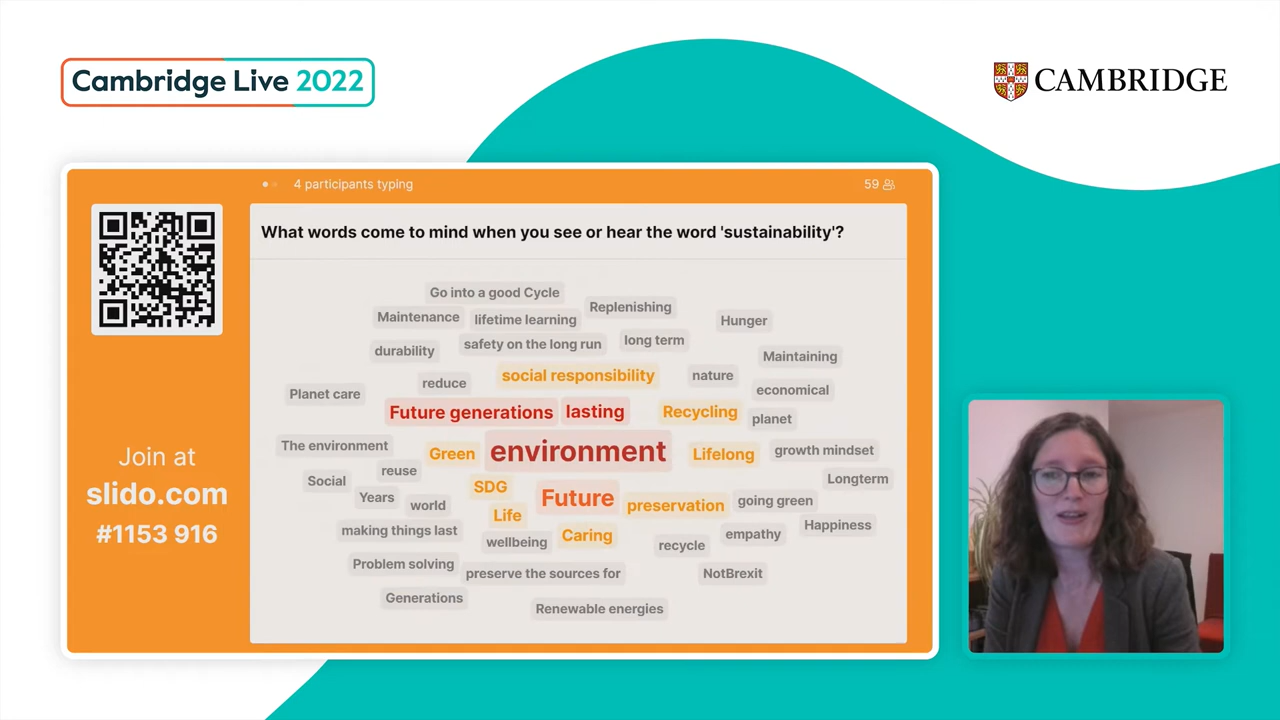 Cambridge Live 2022
CAMBRIDGE
4 participants typing
59
What words come to mind when you see or hear the word 'sustainability'?
Go into a good Cycle
Replenishing
Maintenance
lifetime learning
Hunger
durability
safety on the long run
long term
Maintaining
reduce
social responsibility
nature
Planet care
economical
Future generations
lasting
Recycling
planet
The environment
Green
environment
Lifelong
growth mindset
Social
reuse
SDG
Longterm
Years
world
Life
Future
preservation
going green
making things last
wellbeing
Caring
recycle
empathy
Happiness
Problem solving
preserve the sources for
NotBrexit
Generations
Renewable energies
Join at
slido.com
#1153 916